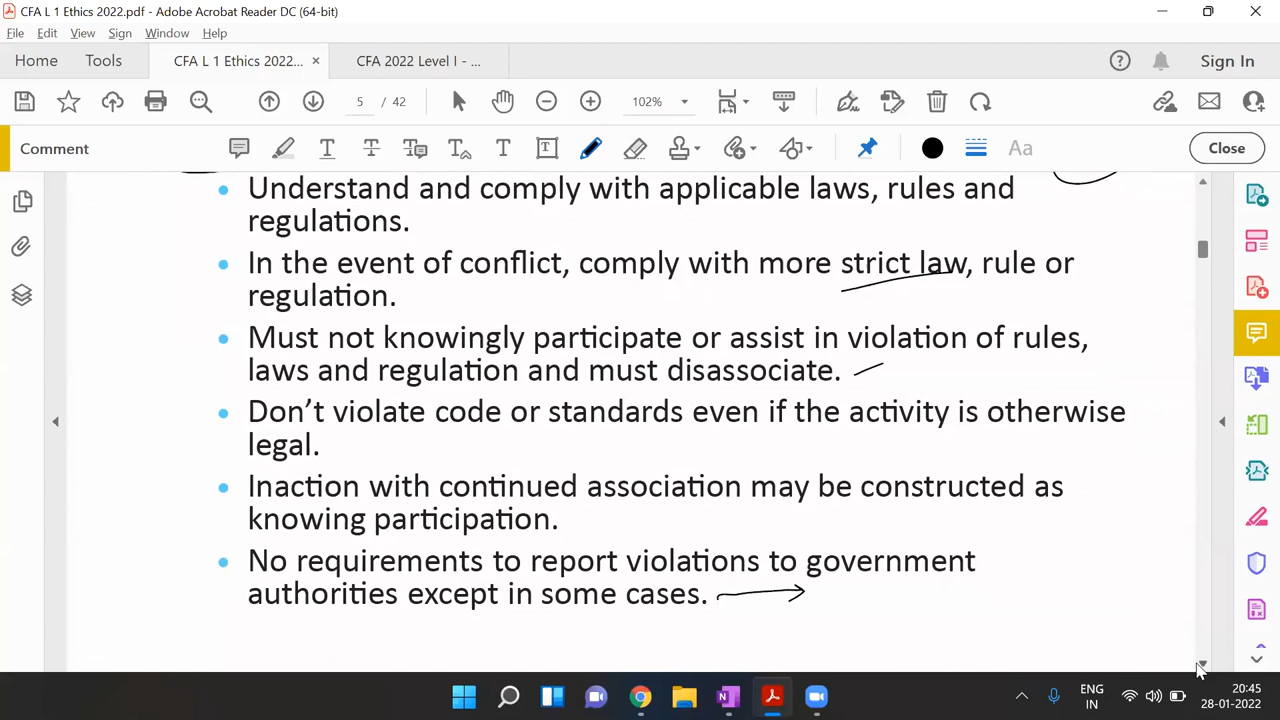 CFA L 1 Ethics 2022.pdf - Adobe Acrobat Reader DC (64-bit)
File Edit View Sign Window Help
Home Tools CFA L 1 Ethics 2022... × CFA 2022 Level I - ... Sign In
5 / 42 102%
Comment Aa Close
Understand and comply with applicable laws, rules and
regulations.
In the event of conflict, comply with more strict law, rule or
regulation.
Must not knowingly participate or assist in violation of rules,
laws and regulation and must disassociate.
Don’t violate code or standards even if the activity is otherwise
legal.
Inaction with continued association may be constructed as
knowing participation.
No requirements to report violations to government
authorities except in some cases.
ENG 20:45
IN 28-01-2022